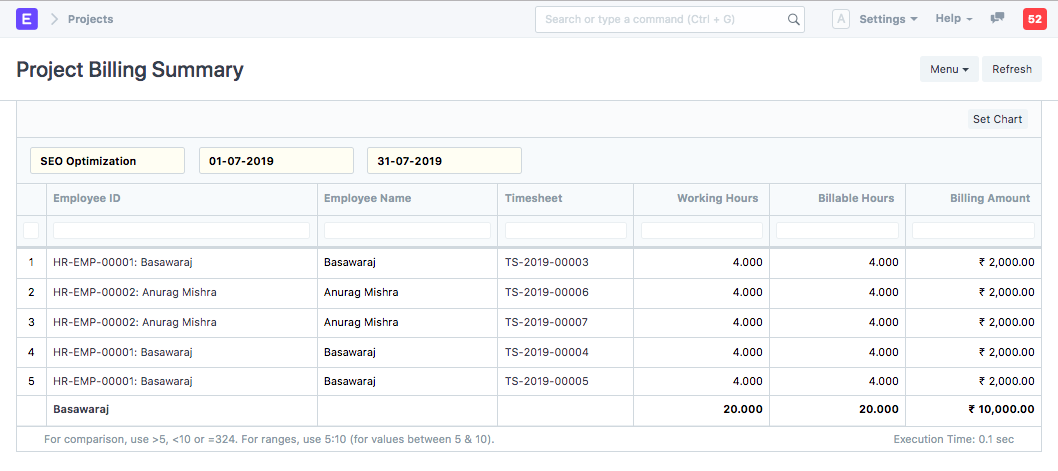 E Projects Search or type a command (Ctrl + G) A Settings Help 52
Project Billing Summary Menu Refresh
Set Chart
SEO Optimization 01-07-2019 31-07-2019
Employee ID Employee Name Timesheet Working Hours Billable Hours Billing Amount
1 HR-EMP-00001: Basawaraj Basawaraj TS-2019-00003 4.000 4.000 ₹ 2,000.00
2 HR-EMP-00002: Anurag Mishra Anurag Mishra TS-2019-00006 4.000 4.000 ₹ 2,000.00
3 HR-EMP-00002: Anurag Mishra Anurag Mishra TS-2019-00007 4.000 4.000 ₹ 2,000.00
4 HR-EMP-00001: Basawaraj Basawaraj TS-2019-00004 4.000 4.000 ₹ 2,000.00
5 HR-EMP-00001: Basawaraj Basawaraj TS-2019-00005 4.000 4.000 ₹ 2,000.00
Basawaraj 20.000 20.000 ₹ 10,000.00
For comparison, use >5, <10 or =324. For ranges, use 5:10 (for values between 5 & 10). Execution Time: 0.1 sec